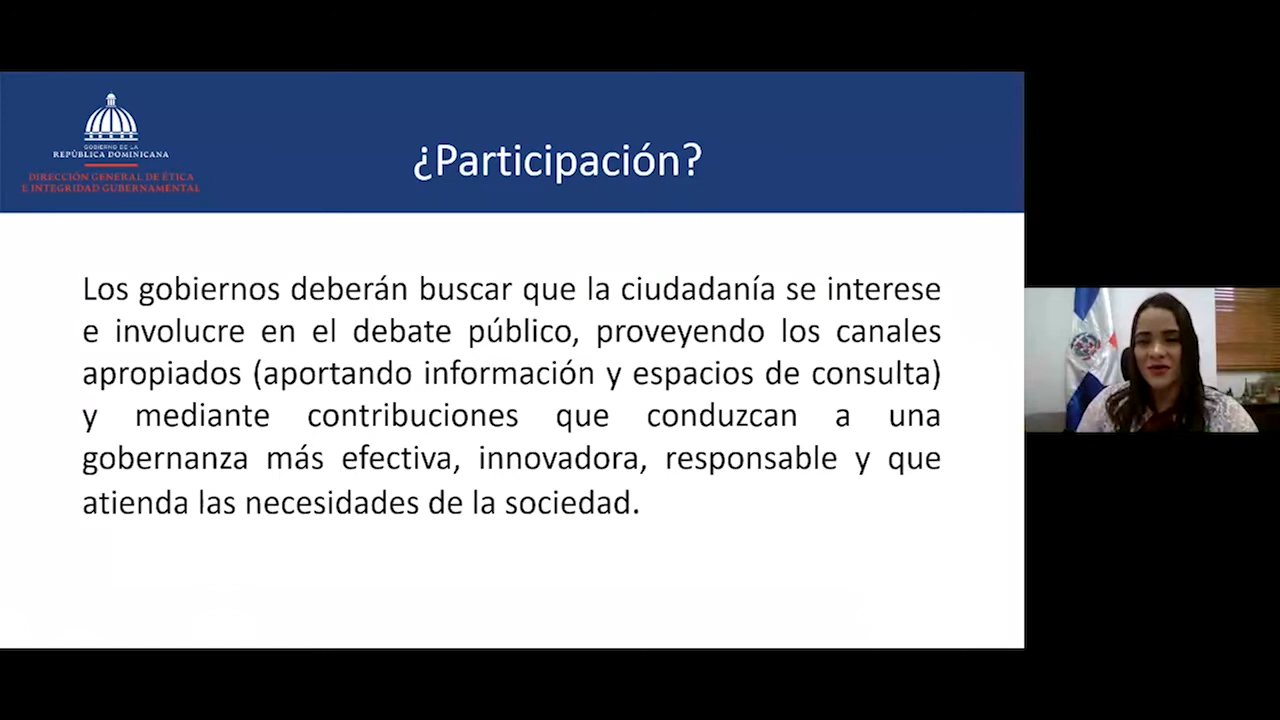 GOBIERNO DE LA
REPÚBLICA DOMINICANA
DIRECCIÓN GENERAL DE ÉTICA
E INTEGRIDAD GUBERNAMENTAL
¿Participación?
Los gobiernos deberán buscar que la ciudadanía se interese
e involucre en el debate público, proveyendo los canales
apropiados (aportando información y espacios de consulta)
y mediante contribuciones que conduzcan a una
gobernanza más efectiva, innovadora, responsable y que
atienda las necesidades de la sociedad.